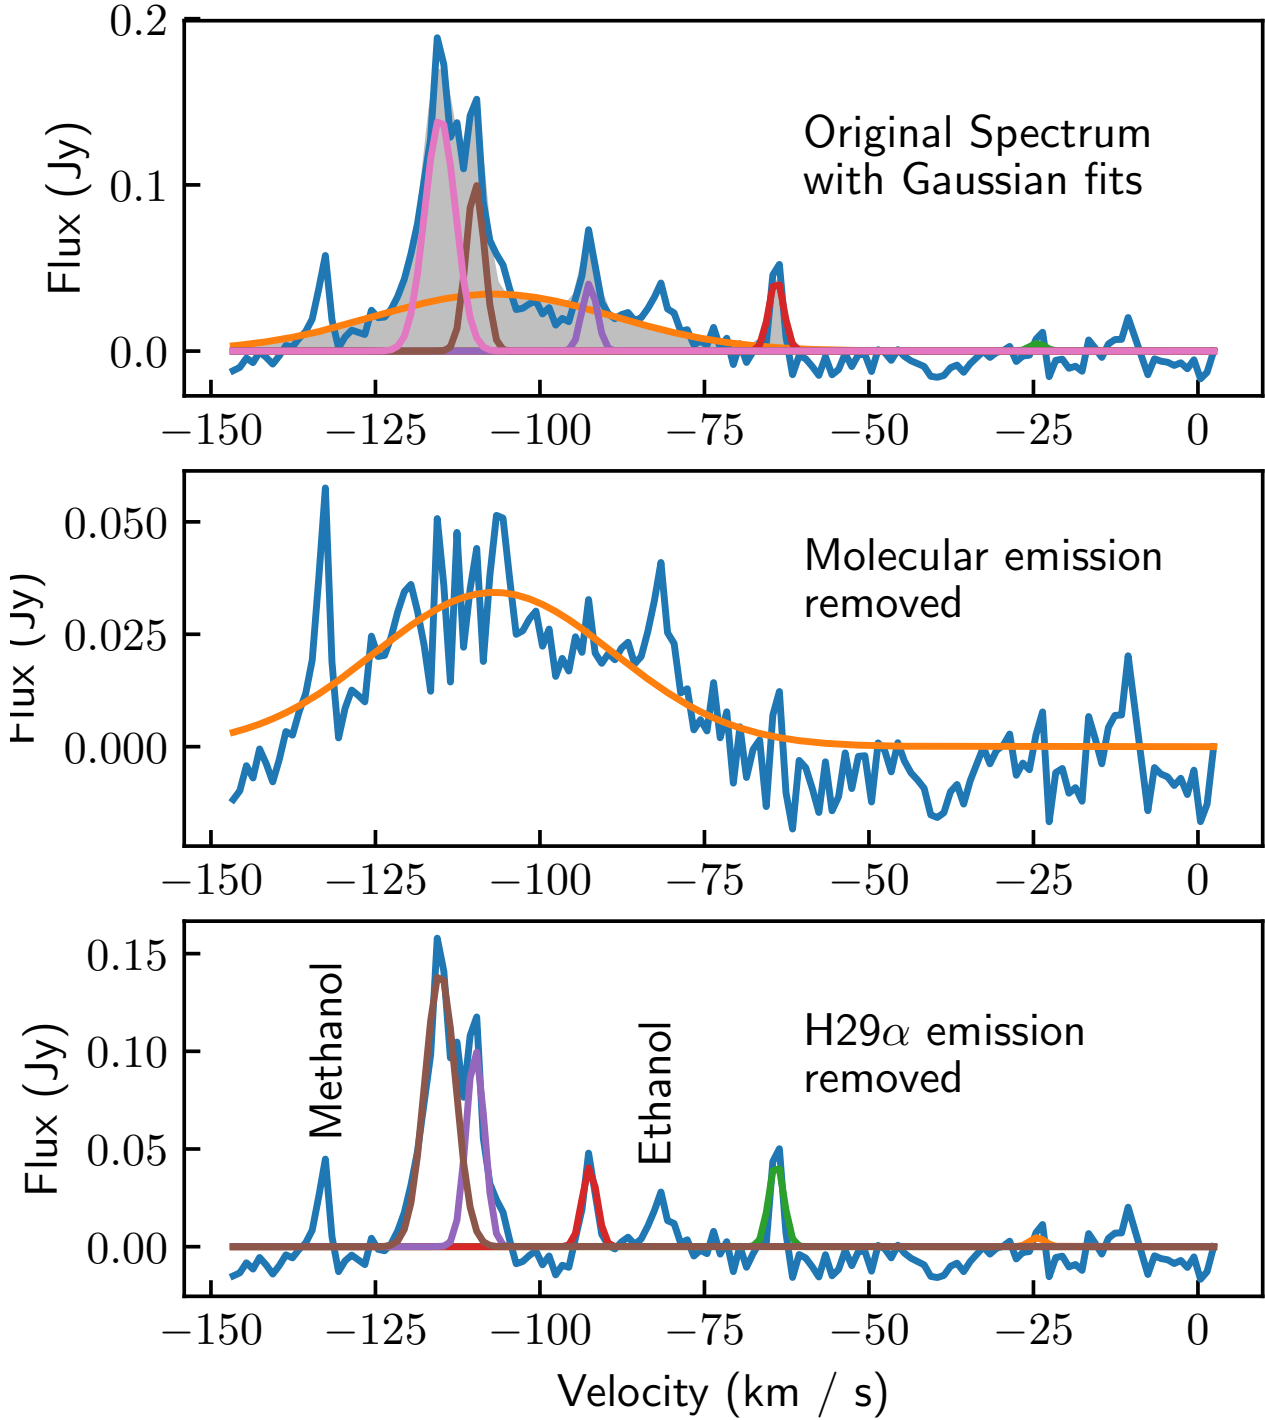 0.2
0.1
0.0
Flux (Jy)
Original Spectrum
with Gaussian fits
−150 −125 −100 −75 −50 −25 0
0.050
0.025
0.000
Flux (Jy)
Molecular emission
removed
−150 −125 −100 −75 −50 −25 0
0.15
0.10
0.05
0.00
Flux (Jy)
Methanol
Ethanol
H29α emission
removed
−150 −125 −100 −75 −50 −25 0
Velocity (km / s)